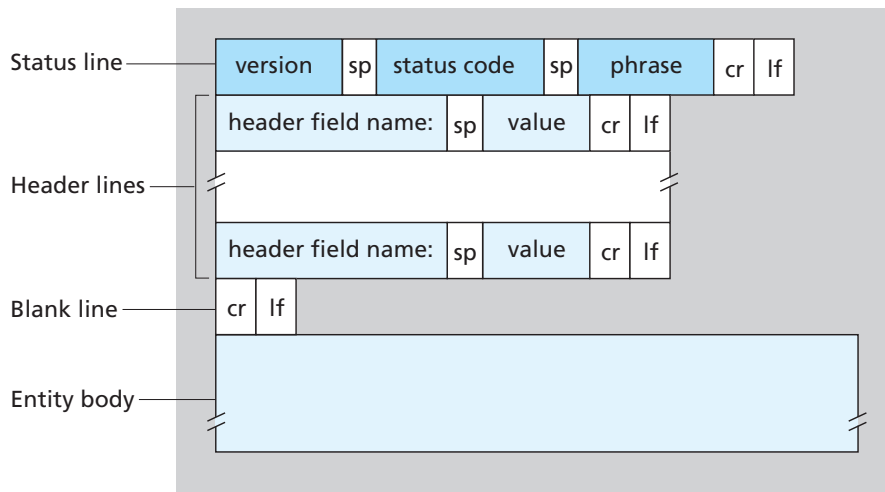 Status line version sp status code sp phrase cr lf
header field name: sp value cr lf
Header lines
header field name: sp value cr lf
Blank line cr lf
Entity body